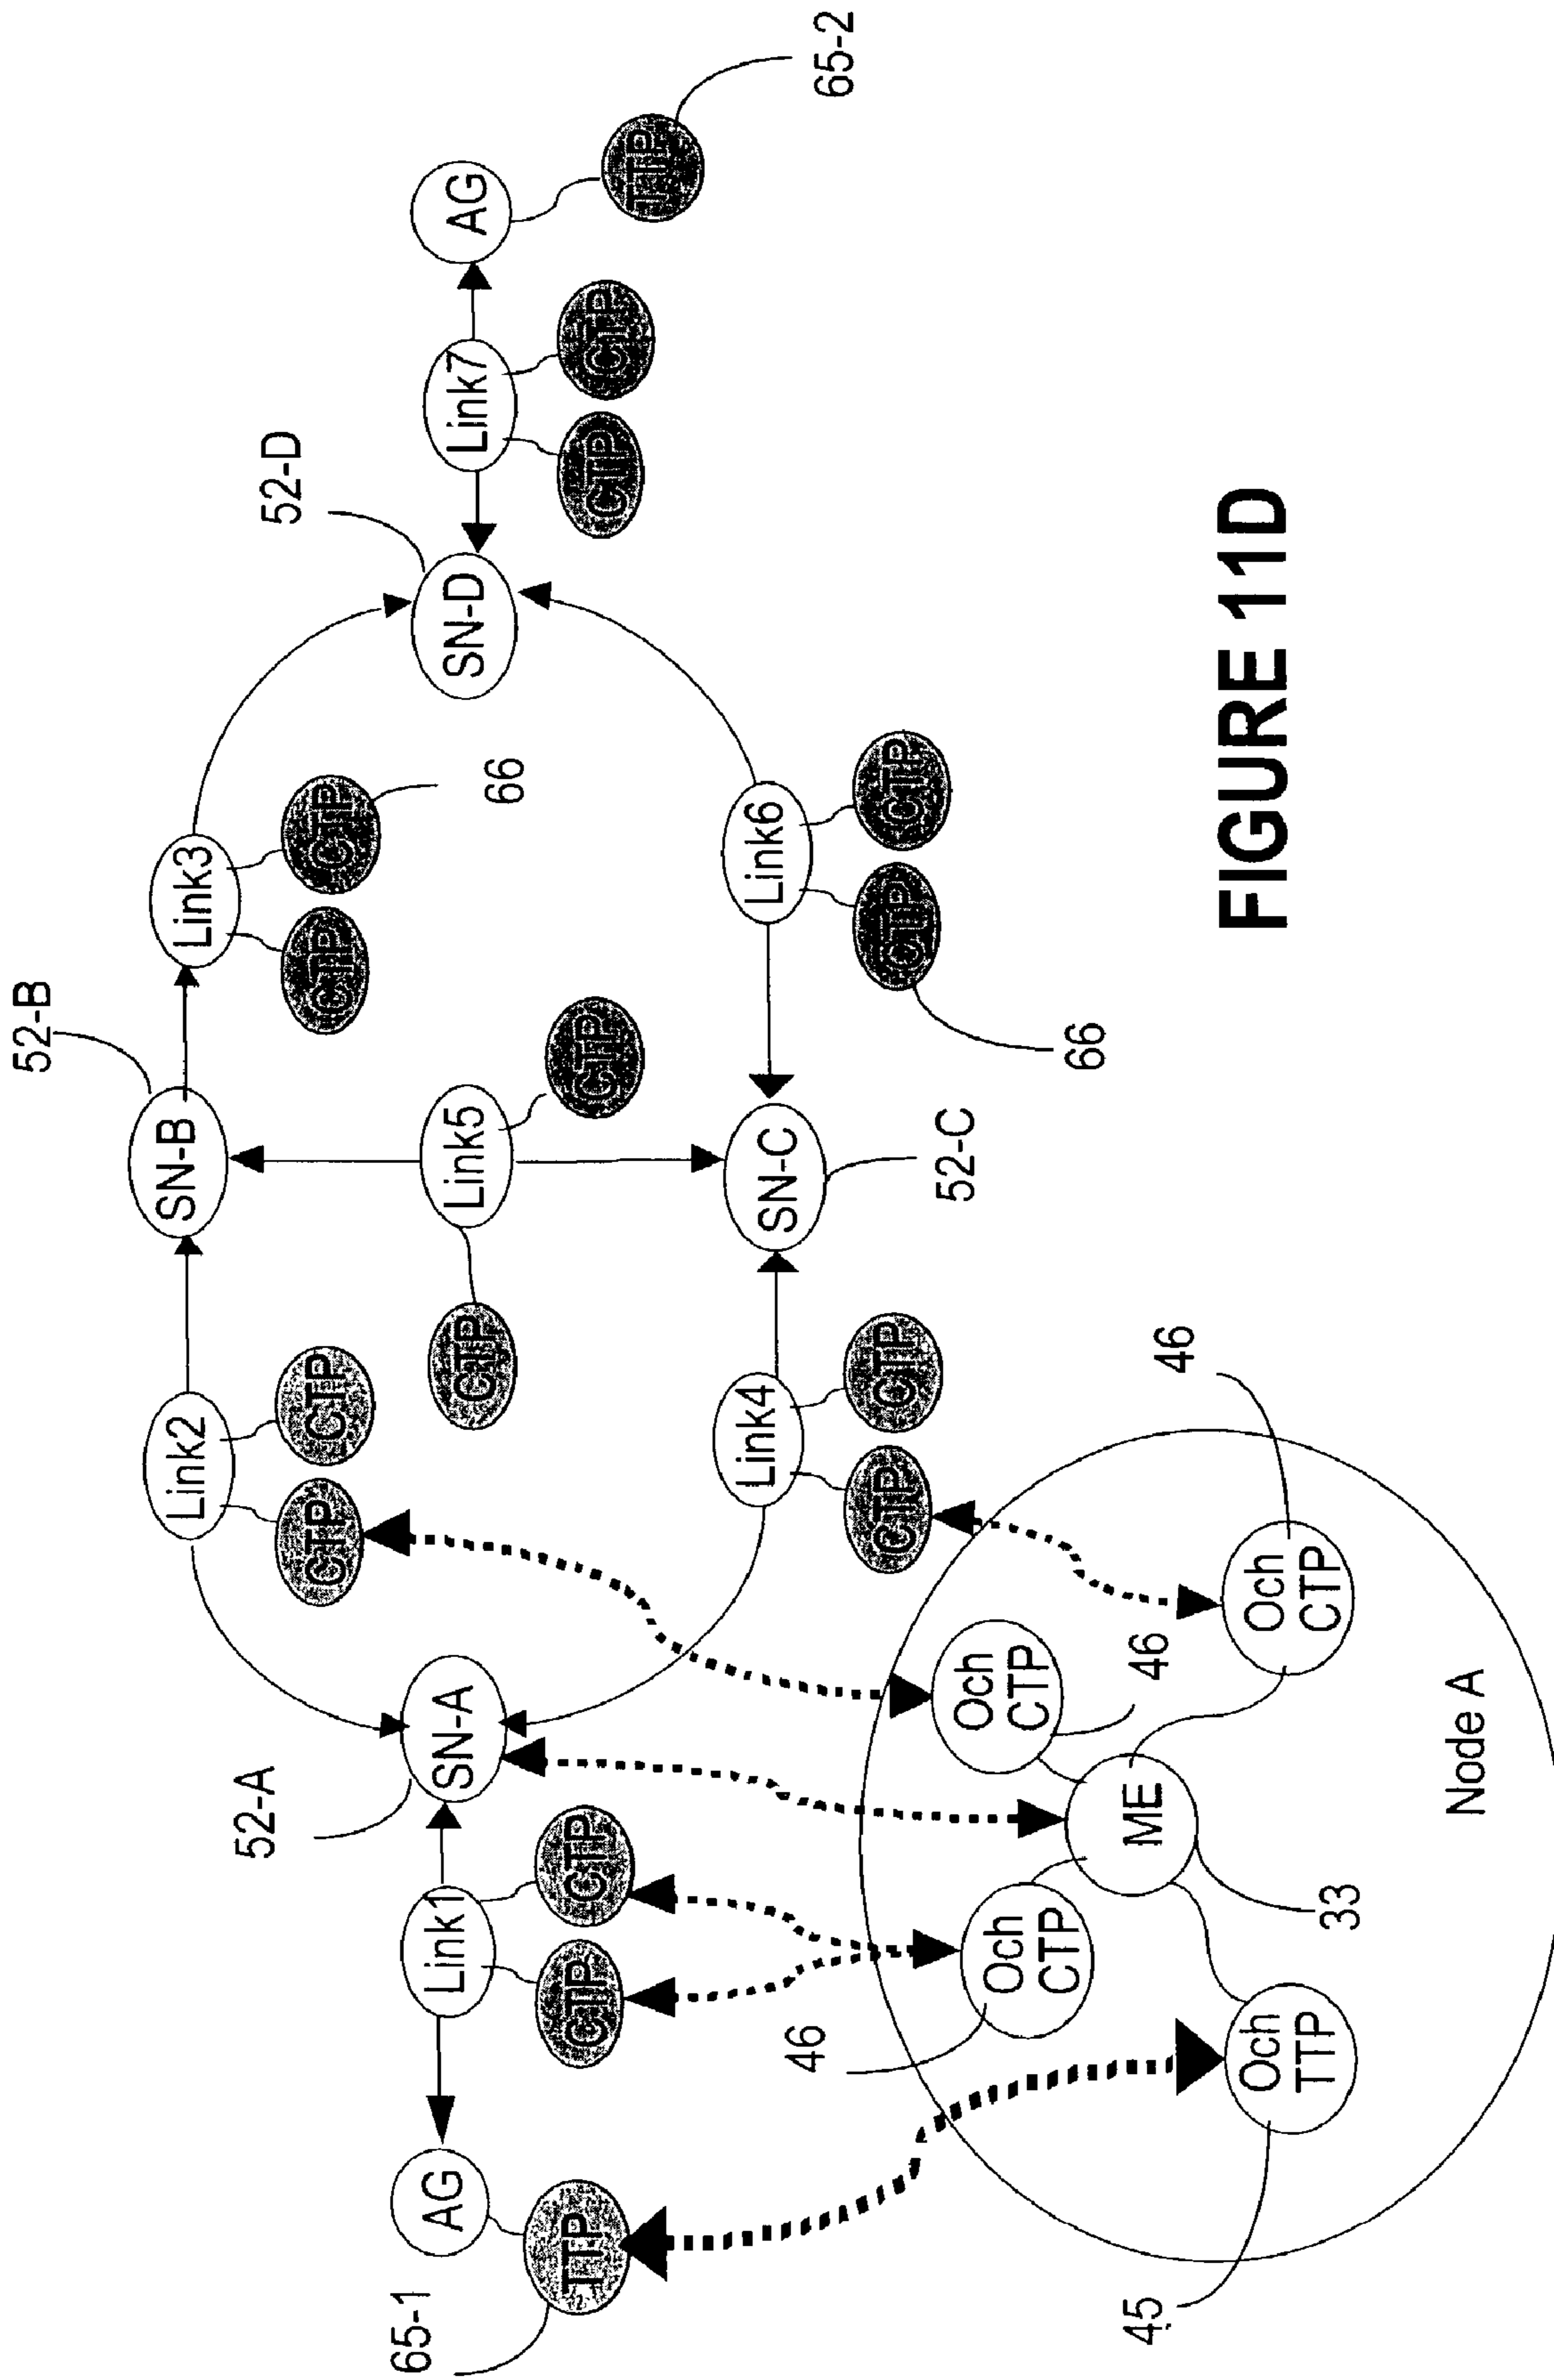 65-1
AG
TTP
Link1
CTP
CTP
52-A
SN-A
Link2
CTP
CTP
52-B
SN-B
Link3
CTP
CTP
66
52-D
SN-D
Link7
CTP
CTP
AG
TTP
65-2
Link5
CTP
CTP
Link4
CTP
CTP
SN-C
52-C
Link6
CTP
CTP
66
46
Och
CTP
Och
CTP
46
Och
CTP
46
ME
33
Och
TTP
45
Node A
FIGURE 11D